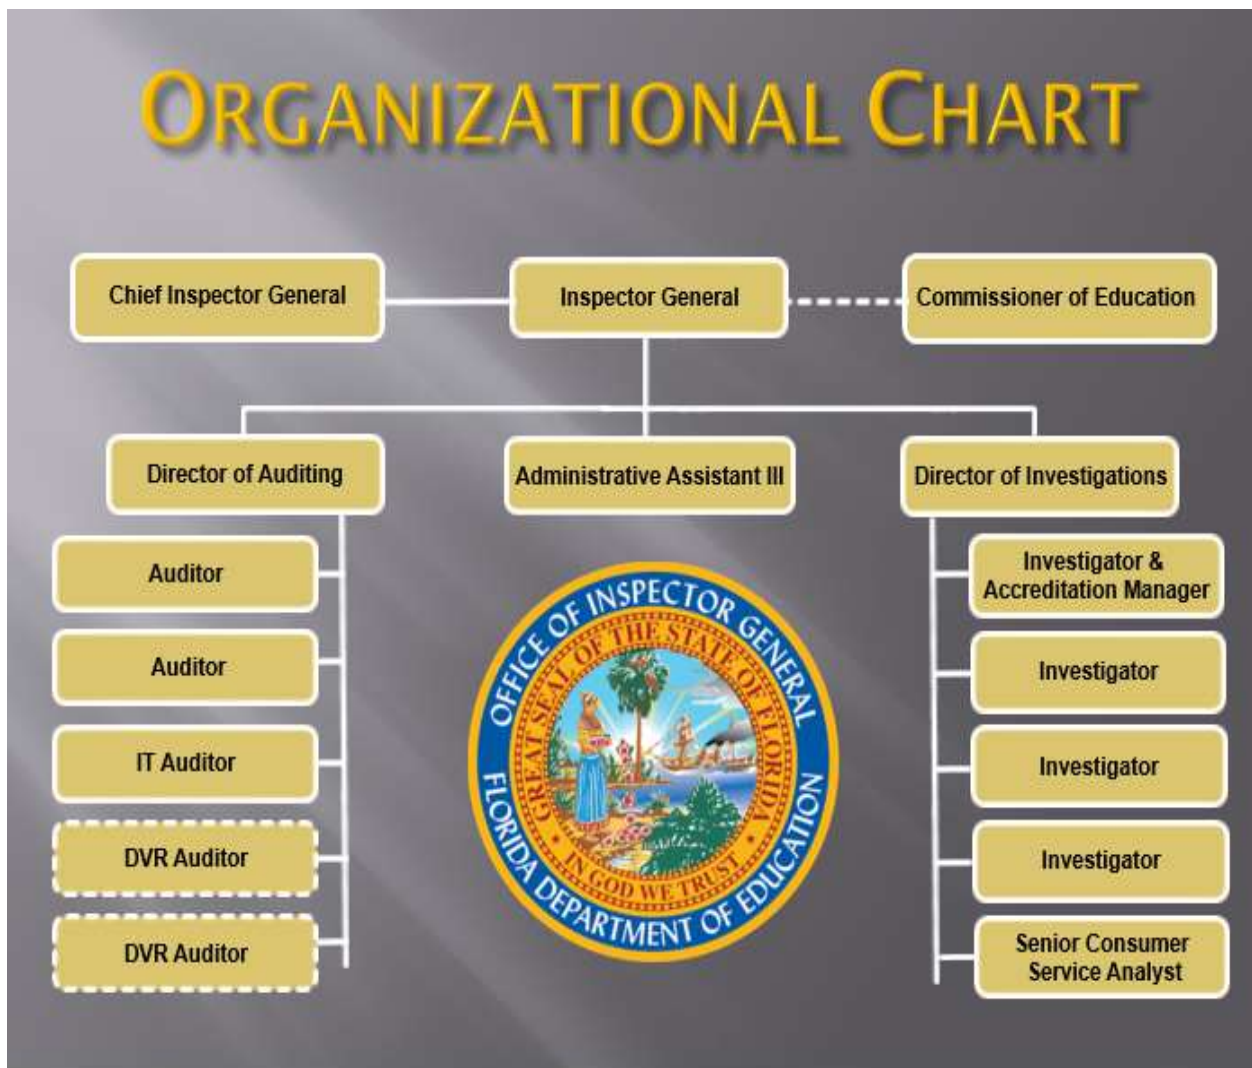 ORGANIZATIONAL CHART
Chief Inspector General
Inspector General
Commissioner of Education
Director of Auditing
Administrative Assistant III
Director of Investigations
Auditor
Auditor
IT Auditor
DVR Auditor
DVR Auditor
OFFICE OF INSPECTOR GENERAL
FLORIDA DEPARTMENT OF EDUCATION
GREAT SEAL OF THE STATE OF FLORIDA
IN GOD WE TRUST
Investigator &
Accreditation Manager
Investigator
Investigator
Investigator
Senior Consumer
Service Analyst